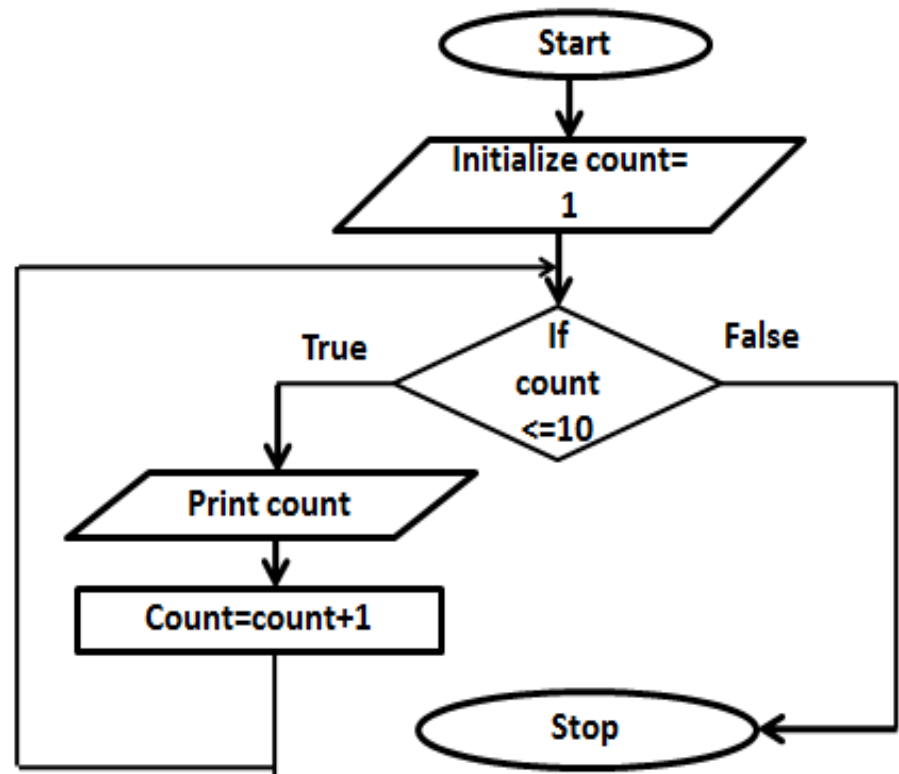 Start
Initialize count=
1
If
count
<=10
True
False
Print count
Count=count+1
Stop